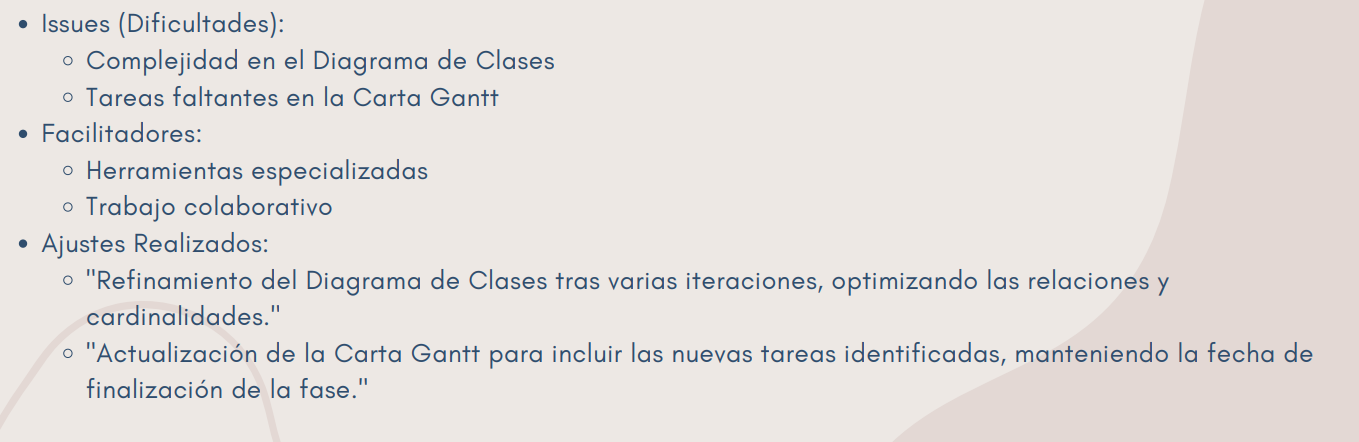 • Issues (Dificultades):
◦ Complejidad en el Diagrama de Clases
◦ Tareas faltantes en la Carta Gantt
• Facilitadores:
◦ Herramientas especializadas
◦ Trabajo colaborativo
• Ajustes Realizados:
◦ "Refinamiento del Diagrama de Clases tras varias iteraciones, optimizando las relaciones y
cardinalidades."
◦ "Actualización de la Carta Gantt para incluir las nuevas tareas identificadas, manteniendo la fecha de
finalización de la fase."